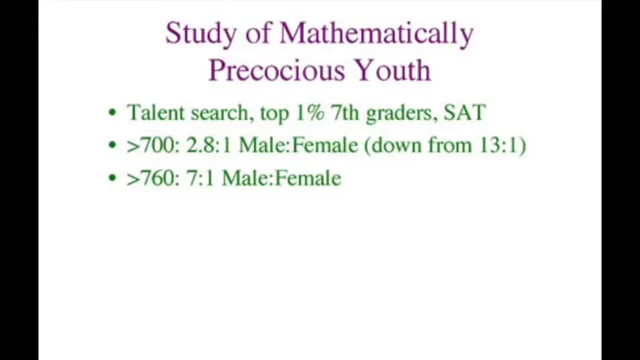 Study of Mathematically
Precocious Youth
• Talent search, top 1% 7th graders, SAT
• >700: 2.8:1 Male:Female (down from 13:1)
• >760: 7:1 Male:Female